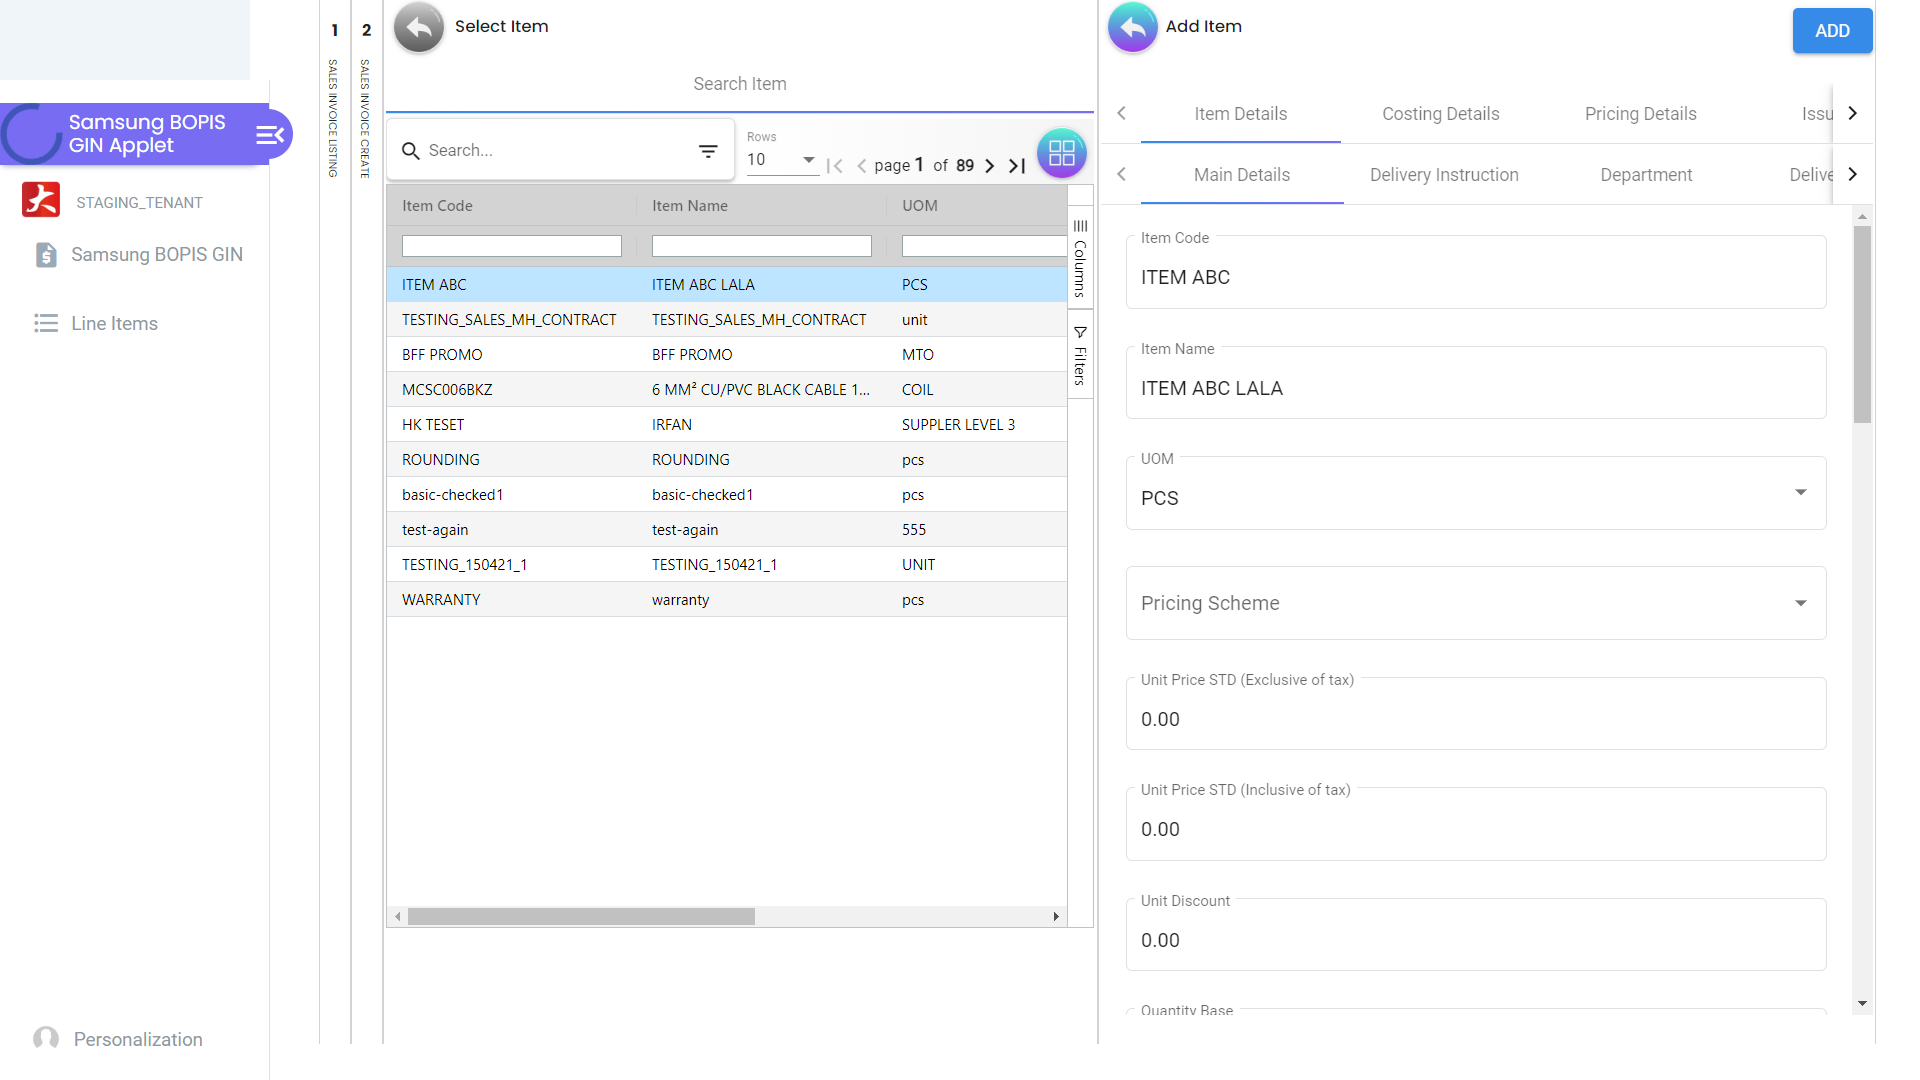 Samsung BOPIS
GIN Applet
STAGING_TENANT
Samsung BOPIS GIN
Line Items
Personalization
1
SALES INVOICE LISTING
2
SALES INVOICE CREATE
Select Item
Search Item
Search...
Rows
10
page 1 of 89
Item Code Item Name UOM
ITEM ABC ITEM ABC LALA PCS
TESTING_SALES_MH_CONTRACT TESTING_SALES_MH_CONTRACT unit
BFF PROMO BFF PROMO MTO
MCSC006BKZ 6 MM² CU/PVC BLACK CABLE 1... COIL
HK TESET IRFAN SUPPLER LEVEL 3
ROUNDING ROUNDING pcs
basic-checked1 basic-checked1 pcs
test-again test-again 555
TESTING_150421_1 TESTING_150421_1 UNIT
WARRANTY warranty pcs
Columns
Filters
Add Item
ADD
Item Details Costing Details Pricing Details Issu
Main Details Delivery Instruction Department Delive
Item Code
ITEM ABC
Item Name
ITEM ABC LALA
UOM
PCS
Pricing Scheme
Unit Price STD (Exclusive of tax)
0.00
Unit Price STD (Inclusive of tax)
0.00
Unit Discount
0.00
Quantity Base